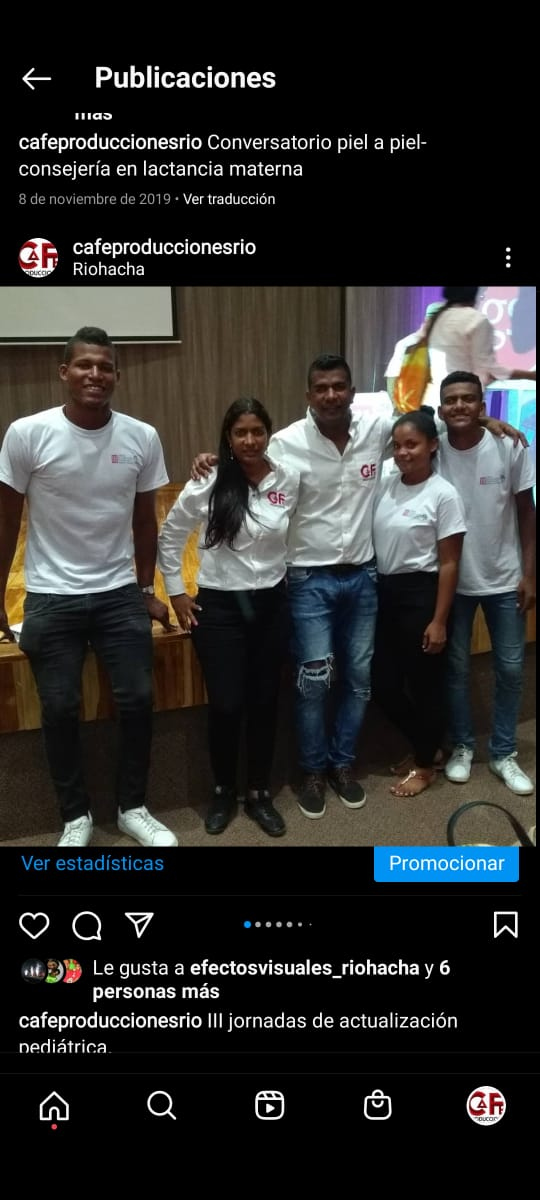 Publicaciones
más
cafeproduccionesrio Conversatorio piel a piel-
consejería en lactancia materna
8 de noviembre de 2019 • Ver traducción
cafeproduccionesrio
Riohacha
Ver estadísticas
Promocionar
Le gusta a efectosvisuales_riohacha y 6
personas más
cafeproduccionesrio III jornadas de actualización
pediátrica.